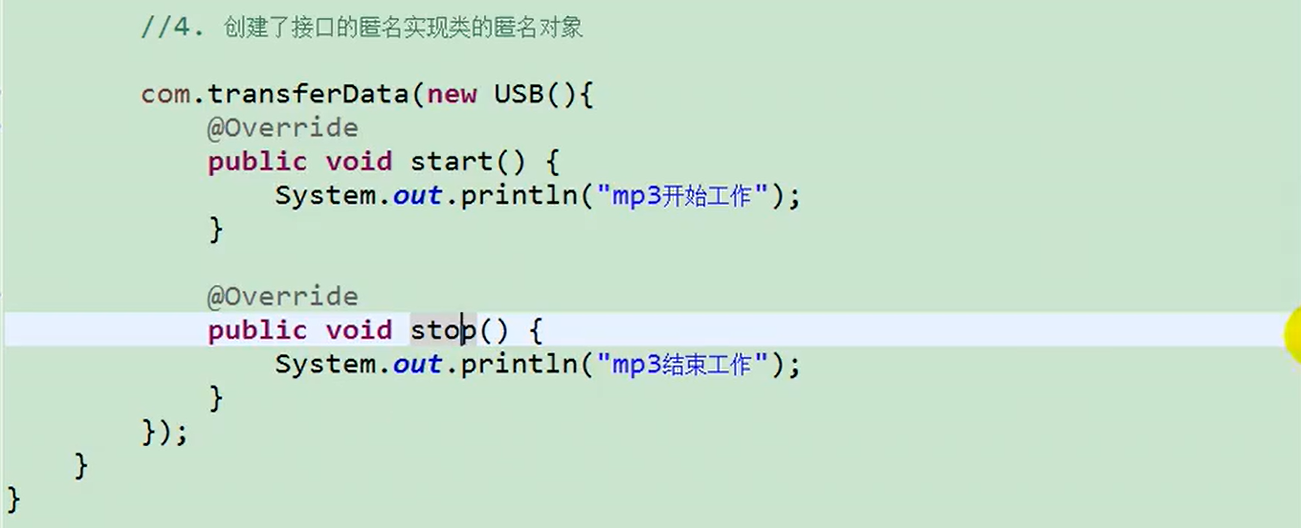 //4. 创建了接口的匿名实现类的匿名对象
com.transferData(new USB(){
@Override
public void start() {
System.out.println("mp3开始工作");
}
@Override
public void stop() {
System.out.println("mp3结束工作");
}
});
}
}